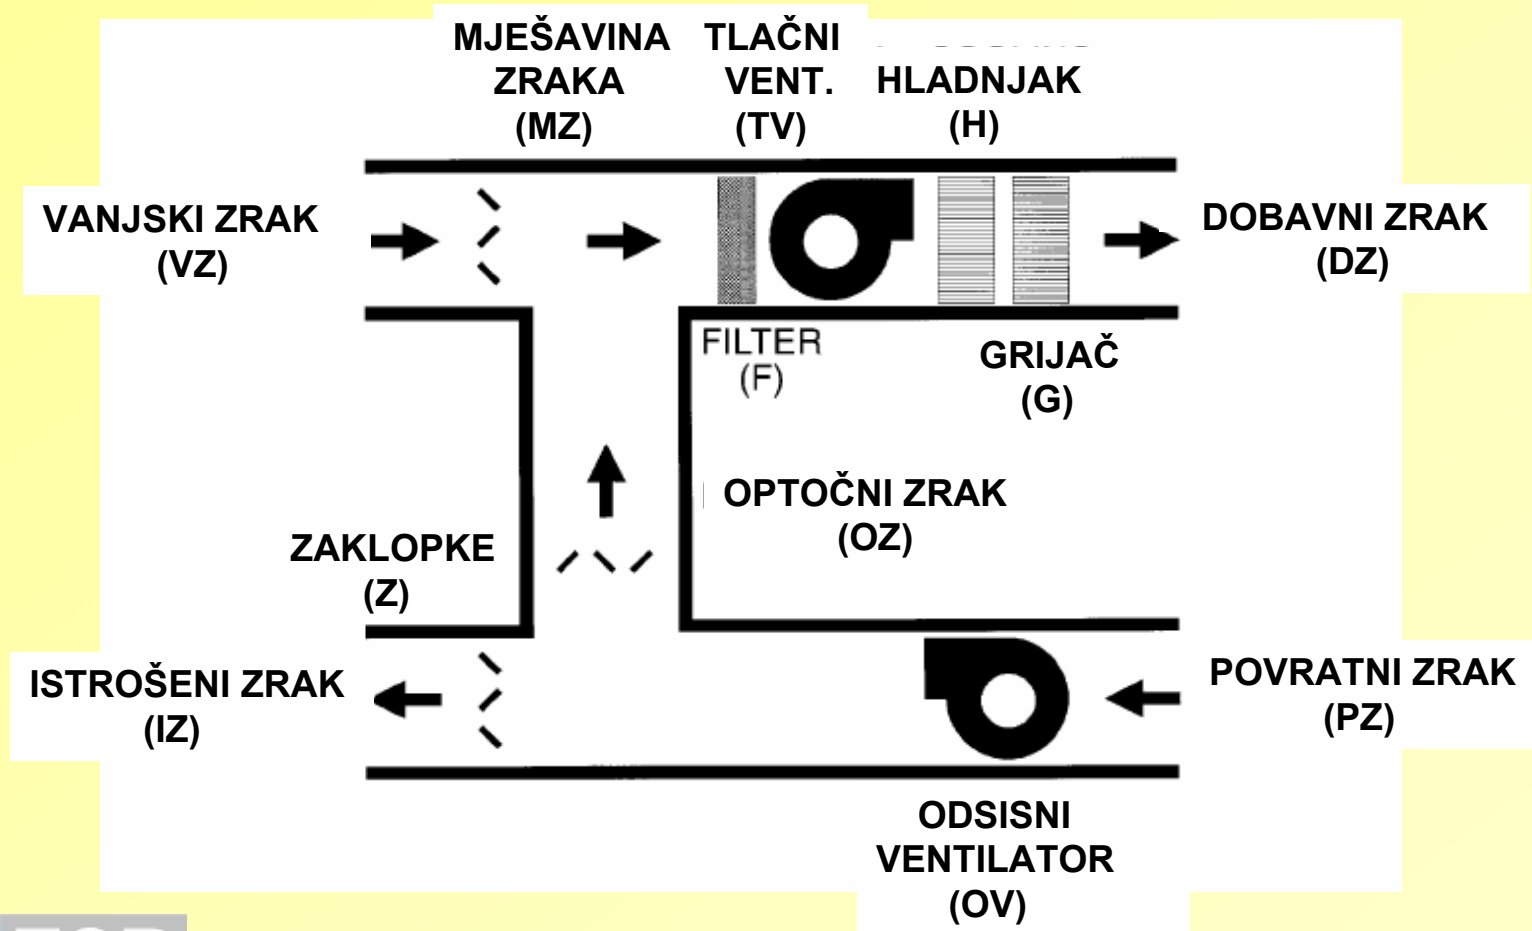 MJEŠAVINA
ZRAKA
(MZ)
TLAČNI
VENT.
(TV)
HLADNJAK
(H)
VANJSKI ZRAK
(VZ)
DOBAVNI ZRAK
(DZ)
FILTER
(F)
GRIJAČ
(G)
OPTOČNI ZRAK
(OZ)
ZAKLOPKE
(Z)
ISTROŠENI ZRAK
(IZ)
POVRATNI ZRAK
(PZ)
ODSISNI
VENTILATOR
(OV)